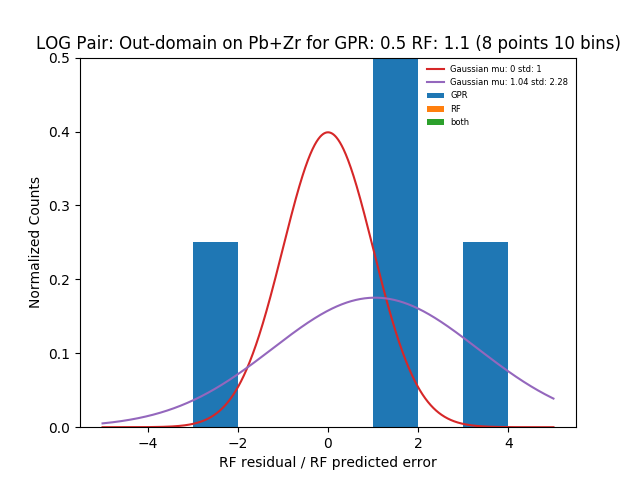 LOG Pair: Out-domain on Pb+Zr for GPR: 0.5 RF: 1.1 (8 points 10 bins)
Gaussian mu: 0 std: 1
Gaussian mu: 1.04 std: 2.28
GPR
RF
both
Normalized Counts
0.5
0.4
0.3
0.2
0.1
0.0
−4
−2
0
2
4
RF residual / RF predicted error